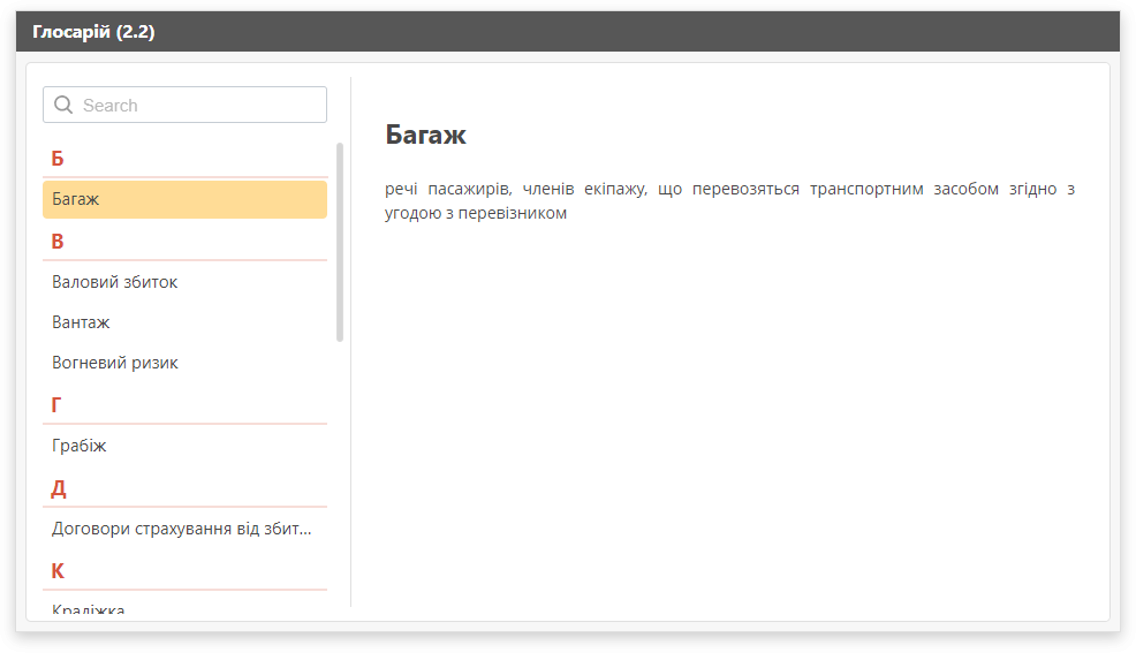 Глосарій (2.2)
Search
Б
Багаж
В
Валовий збиток
Вантаж
Вогневий ризик
Г
Грабіж
Д
Договори страхування від збит...
К
Крадіжка
Багаж
речі пасажирів, членів екіпажу, що перевозяться транспортним засобом згідно з
угодою з перевізником